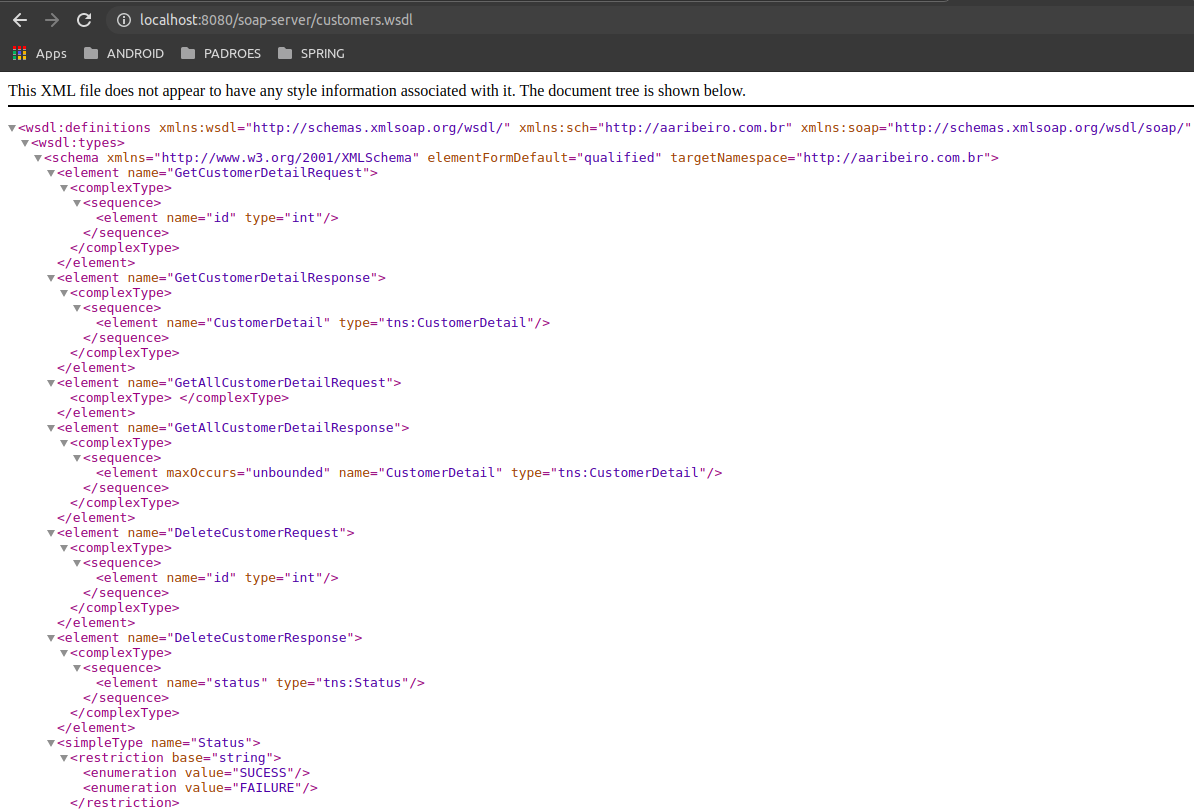 localhost:8080/soap-server/customers.wsdl
Apps ANDROID PADROES SPRING
This XML file does not appear to have any style information associated with it. The document tree is shown below.
▼<wsdl:definitions xmlns:wsdl="http://schemas.xmlsoap.org/wsdl/" xmlns:sch="http://aaribeiro.com.br" xmlns:soap="http://schemas.xmlsoap.org/wsdl/soap/"
▼<wsdl:types>
▼<schema xmlns="http://www.w3.org/2001/XMLSchema" elementFormDefault="qualified" targetNamespace="http://aaribeiro.com.br">
▼<element name="GetCustomerDetailRequest">
▼<complexType>
▼<sequence>
<element name="id" type="int"/>
</sequence>
</complexType>
</element>
▼<element name="GetCustomerDetailResponse">
▼<complexType>
▼<sequence>
<element name="CustomerDetail" type="tns:CustomerDetail"/>
</sequence>
</complexType>
</element>
▼<element name="GetAllCustomerDetailRequest">
<complexType> </complexType>
</element>
▼<element name="GetAllCustomerDetailResponse">
▼<complexType>
▼<sequence>
<element maxOccurs="unbounded" name="CustomerDetail" type="tns:CustomerDetail"/>
</sequence>
</complexType>
</element>
▼<element name="DeleteCustomerRequest">
▼<complexType>
▼<sequence>
<element name="id" type="int"/>
</sequence>
</complexType>
</element>
▼<element name="DeleteCustomerResponse">
▼<complexType>
▼<sequence>
<element name="status" type="tns:Status"/>
</sequence>
</complexType>
</element>
▼<simpleType name="Status">
▼<restriction base="string">
<enumeration value="SUCESS"/>
<enumeration value="FAILURE"/>
</restriction>